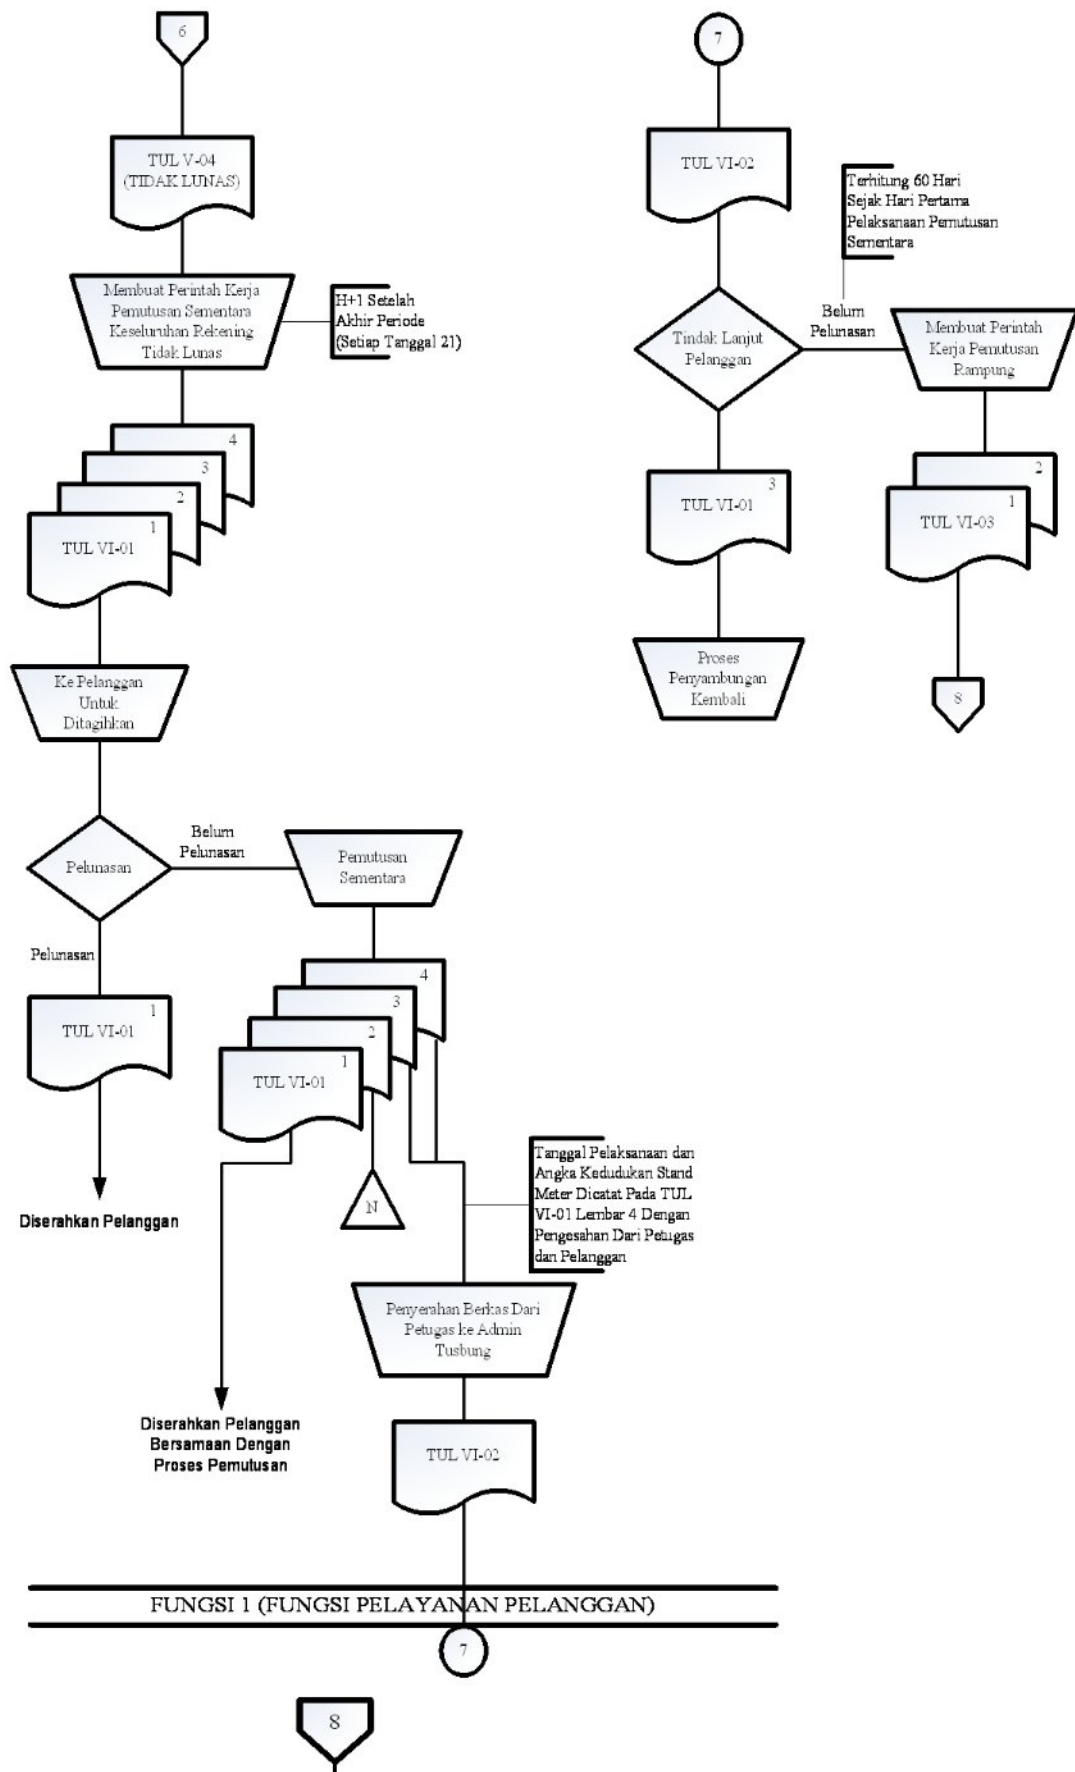 6
TUL V-04
(TIDAK LUNAS)
Membuat Perintah Kerja
Pemutusan Sementara
Keseluruhan Rekening
Tidak Lunas
H+1 Setelah
Akhir Periode
(Setiap Tanggal 21)
4
3
2
1
TUL VI-01
Ke Pelanggan
Untuk
Ditagihkan
Pelunasan
Belum
Pelunasan
Pemutusan
Sementara
Pelunasan
1
TUL VI-01
Diserahkan Pelanggan
4
3
2
1
TUL VI-01
N
Tanggal Pelaksanaan dan
Angka Kedudukan Stand
Meter Dicatat Pada TUL
VI-01 Lembar 4 Dengan
Pengesahan Dari Petugas
dan Pelanggan
Diserahkan Pelanggan
Bersamaan Dengan
Proses Pemutusan
Penyerahan Berkas Dari
Petugas ke Admin
Tusbung
TUL VI-02
FUNGSI 1 (FUNGSI PELAYANAN PELANGGAN)
7
7
TUL VI-02
Terhitung 60 Hari
Sejak Hari Pertama
Pelaksanaan Pemutusan
Sementara
Tindak Lanjut
Pelanggan
Belum
Pelunasan
Membuat Perintah
Kerja Pemutusan
Rampung
3
TUL VI-01
Proses
Penyambungan
Kembali
2
1
TUL VI-03
8
8